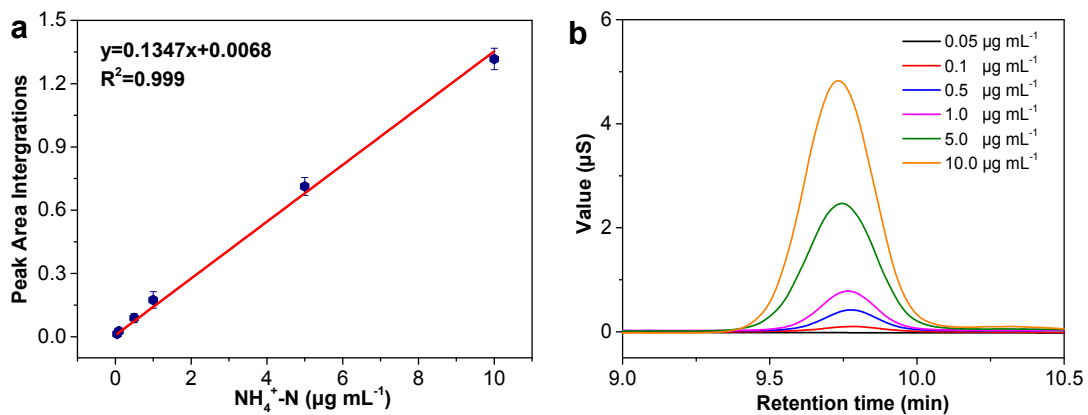 a
y=0.1347x+0.0068
R²=0.999
Peak Area Intergrations
1.5
1.2
0.9
0.6
0.3
0.0
0 2 4 6 8 10
NH₄⁺-N (μg mL⁻¹)
b
0.05 μg mL⁻¹
0.1 μg mL⁻¹
0.5 μg mL⁻¹
1.0 μg mL⁻¹
5.0 μg mL⁻¹
10.0 μg mL⁻¹
Value (μS)
6
4
2
0
9.0 9.5 10.0 10.5
Retention time (min)